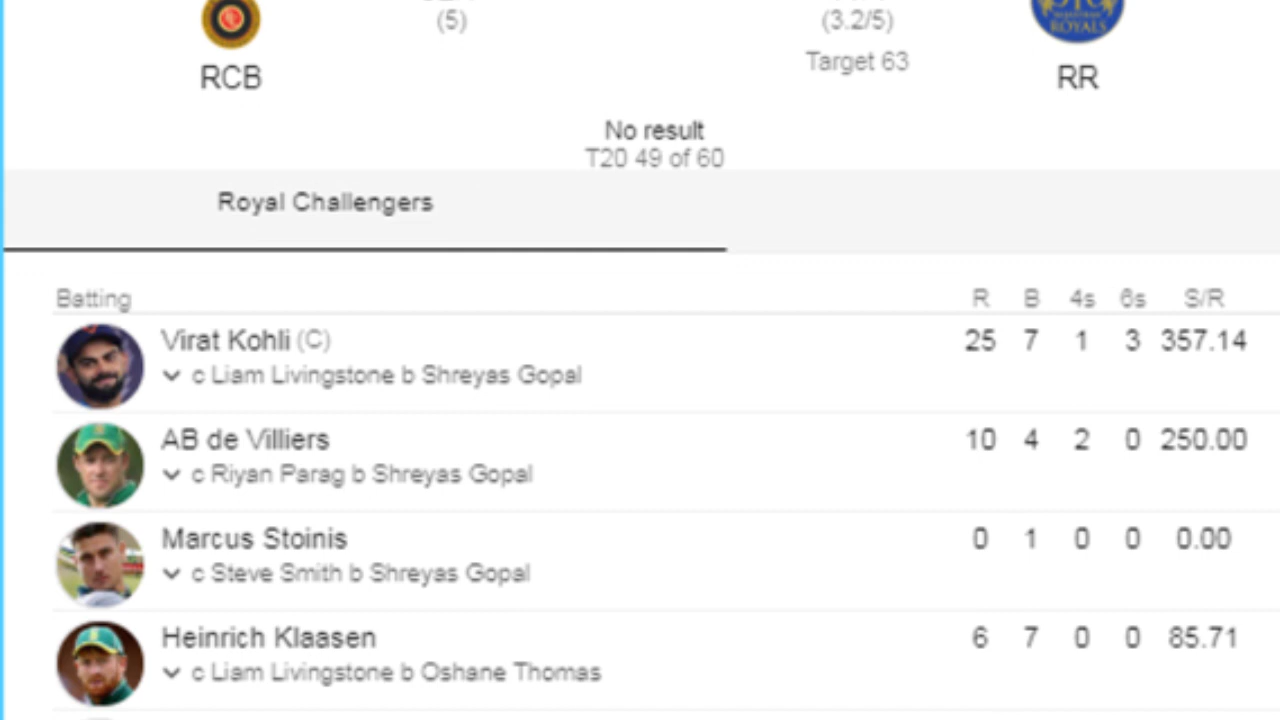 (5)
(3.2/5)
ROYALS
Target 63
RCB
RR
No result
T20 49 of 60
Royal Challengers
Batting R B 4s 6s S/R
Virat Kohli (C) 25 7 1 3 357.14
c Liam Livingstone b Shreyas Gopal
AB de Villiers 10 4 2 0 250.00
c Riyan Parag b Shreyas Gopal
Marcus Stoinis 0 1 0 0 0.00
c Steve Smith b Shreyas Gopal
Heinrich Klaasen 6 7 0 0 85.71
c Liam Livingstone b Oshane Thomas